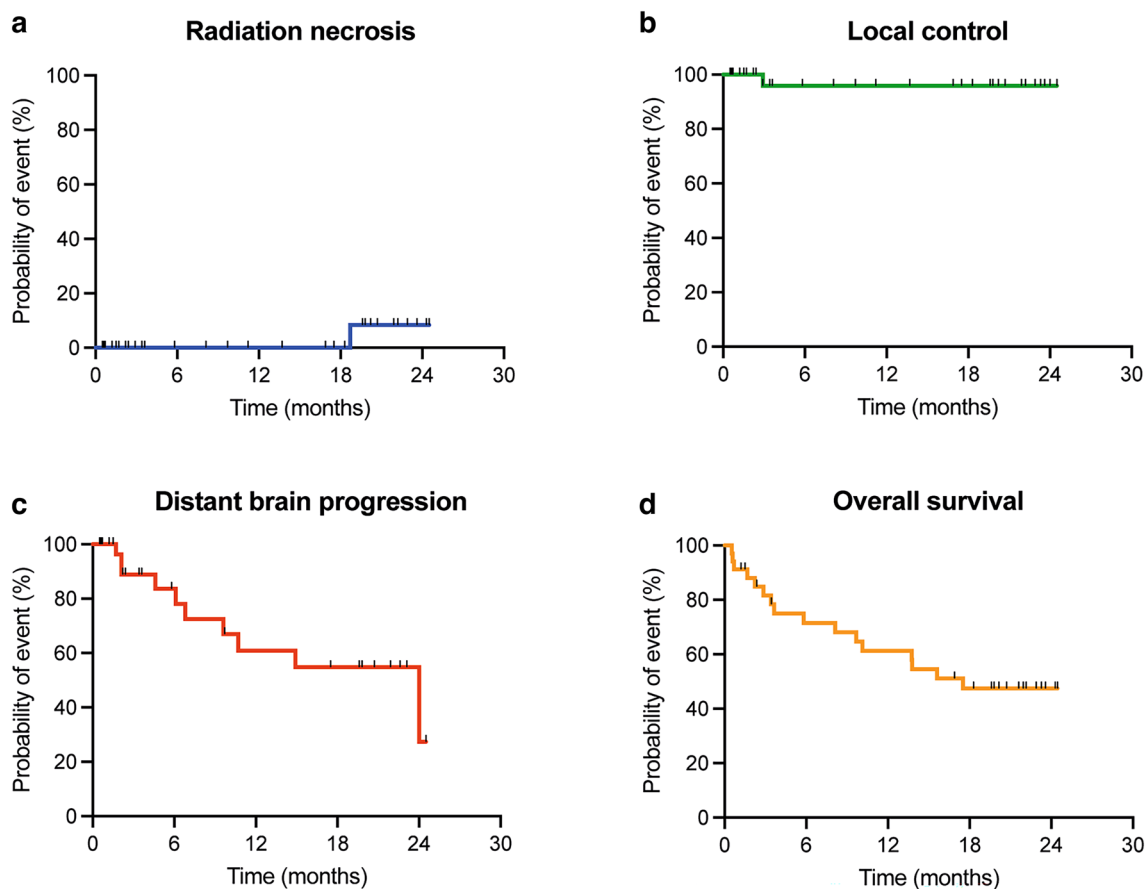 a
Radiation necrosis
Probability of event (%)
100
80
60
40
20
0
0 6 12 18 24 30
Time (months)
b
Local control
Probability of event (%)
100
80
60
40
20
0
0 6 12 18 24 30
Time (months)
c
Distant brain progression
Probability of event (%)
100
80
60
40
20
0
0 6 12 18 24 30
Time (months)
d
Overall survival
Probability of event (%)
100
80
60
40
20
0
0 6 12 18 24 30
Time (months)